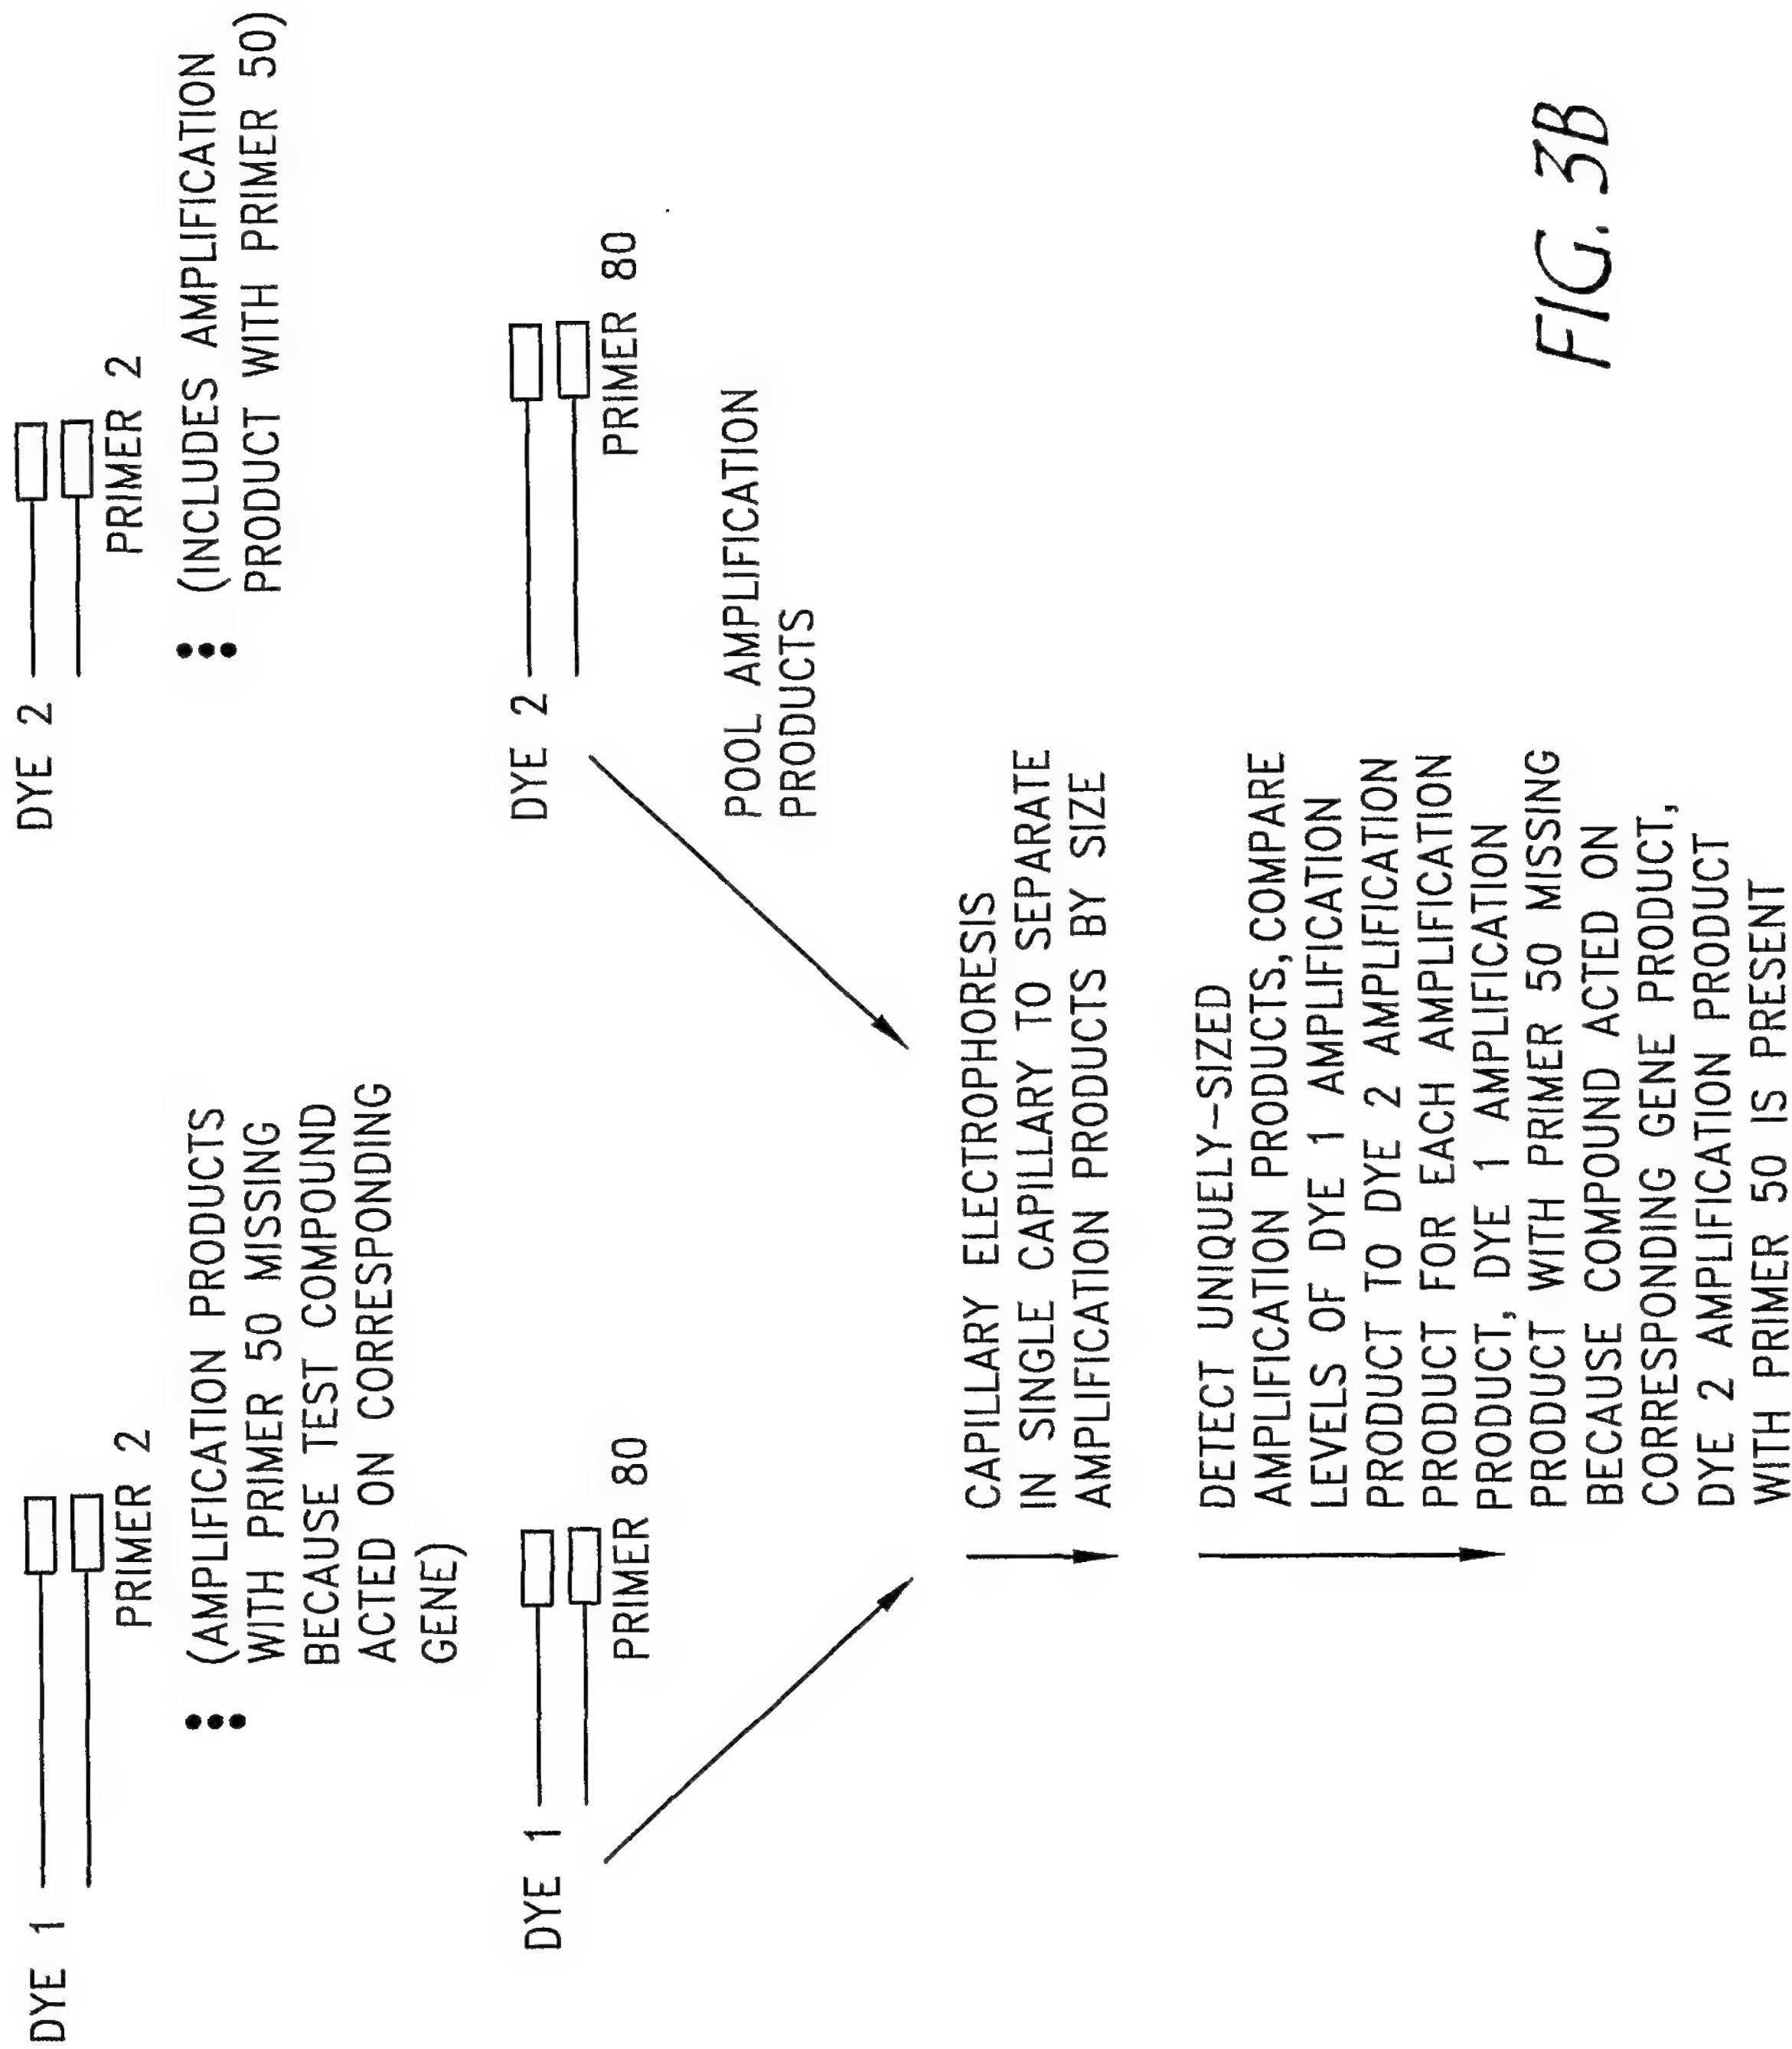 DYE 1
PRIMER 2
(AMPLIFICATION PRODUCTS
WITH PRIMER 50 MISSING
BECAUSE TEST COMPOUND
ACTED ON CORRESPONDING
GENE)
DYE 1
PRIMER 80
DYE 2
PRIMER 2
(INCLUDES AMPLIFICATION
PRODUCT WITH PRIMER 50)
DYE 2
PRIMER 80
POOL AMPLIFICATION
PRODUCTS
CAPILLARY ELECTROPHORESIS
IN SINGLE CAPILLARY TO SEPARATE
AMPLIFICATION PRODUCTS BY SIZE
DETECT UNIQUELY-SIZED
AMPLIFICATION PRODUCTS, COMPARE
LEVELS OF DYE 1 AMPLIFICATION
PRODUCT TO DYE 2 AMPLIFICATION
PRODUCT FOR EACH AMPLIFICATION
PRODUCT, DYE 1 AMPLIFICATION
PRODUCT WITH PRIMER 50 MISSING
BECAUSE COMPOUND ACTED ON
CORRESPONDING GENE PRODUCT,
DYE 2 AMPLIFICATION PRODUCT
WITH PRIMER 50 IS PRESENT
FIG. 3B